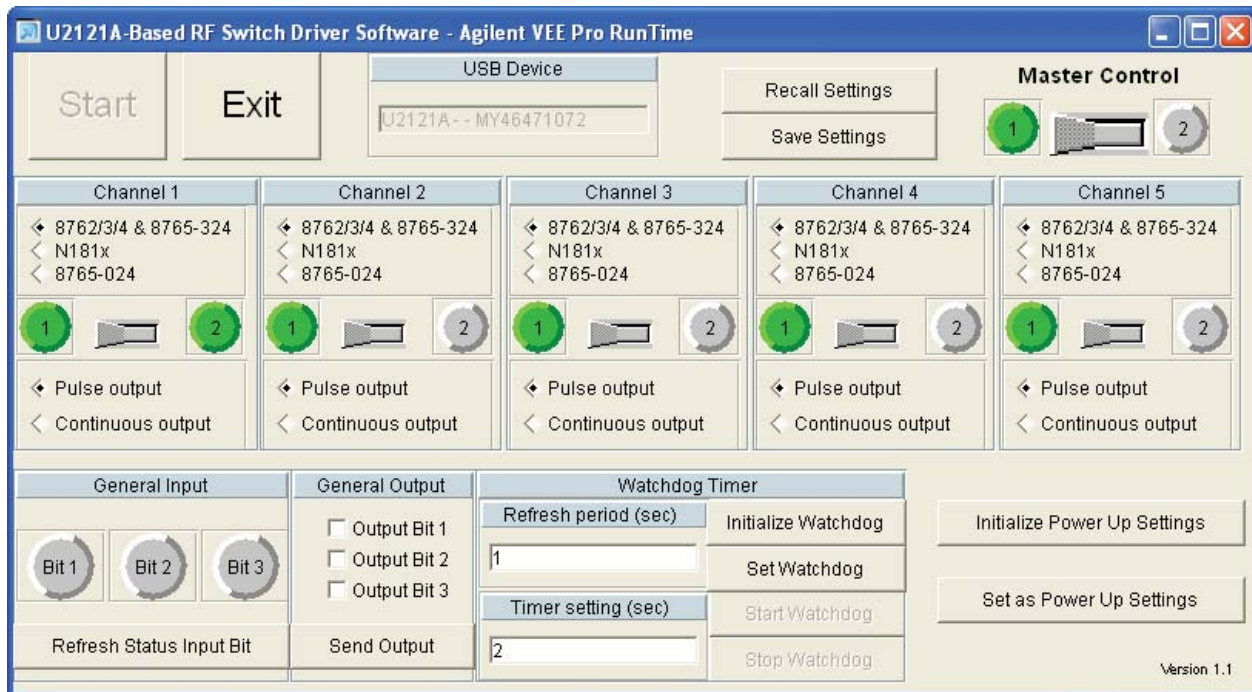 U2121A-Based RF Switch Driver Software - Agilent VEE Pro RunTime
Start
Exit
USB Device
U2121A-- MY46471072
Recall Settings
Save Settings
Master Control
1
2
Channel 1
8762/3/4 & 8765-324
N181x
8765-024
1
2
Pulse output
Continuous output
Channel 2
8762/3/4 & 8765-324
N181x
8765-024
1
2
Pulse output
Continuous output
Channel 3
8762/3/4 & 8765-324
N181x
8765-024
1
2
Pulse output
Continuous output
Channel 4
8762/3/4 & 8765-324
N181x
8765-024
1
2
Pulse output
Continuous output
Channel 5
8762/3/4 & 8765-324
N181x
8765-024
1
2
Pulse output
Continuous output
General Input
Bit 1
Bit 2
Bit 3
Refresh Status Input Bit
General Output
Output Bit 1
Output Bit 2
Output Bit 3
Send Output
Watchdog Timer
Refresh period (sec)
1
Timer setting (sec)
2
Initialize Watchdog
Set Watchdog
Start Watchdog
Stop Watchdog
Initialize Power Up Settings
Set as Power Up Settings
Version 1.1